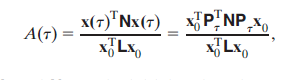 A(τ) = x(τ)ᵀNx(τ) / x₀ᵀLx₀ = x₀ᵀP_τᵀNP_τx₀ / x₀ᵀLx₀,